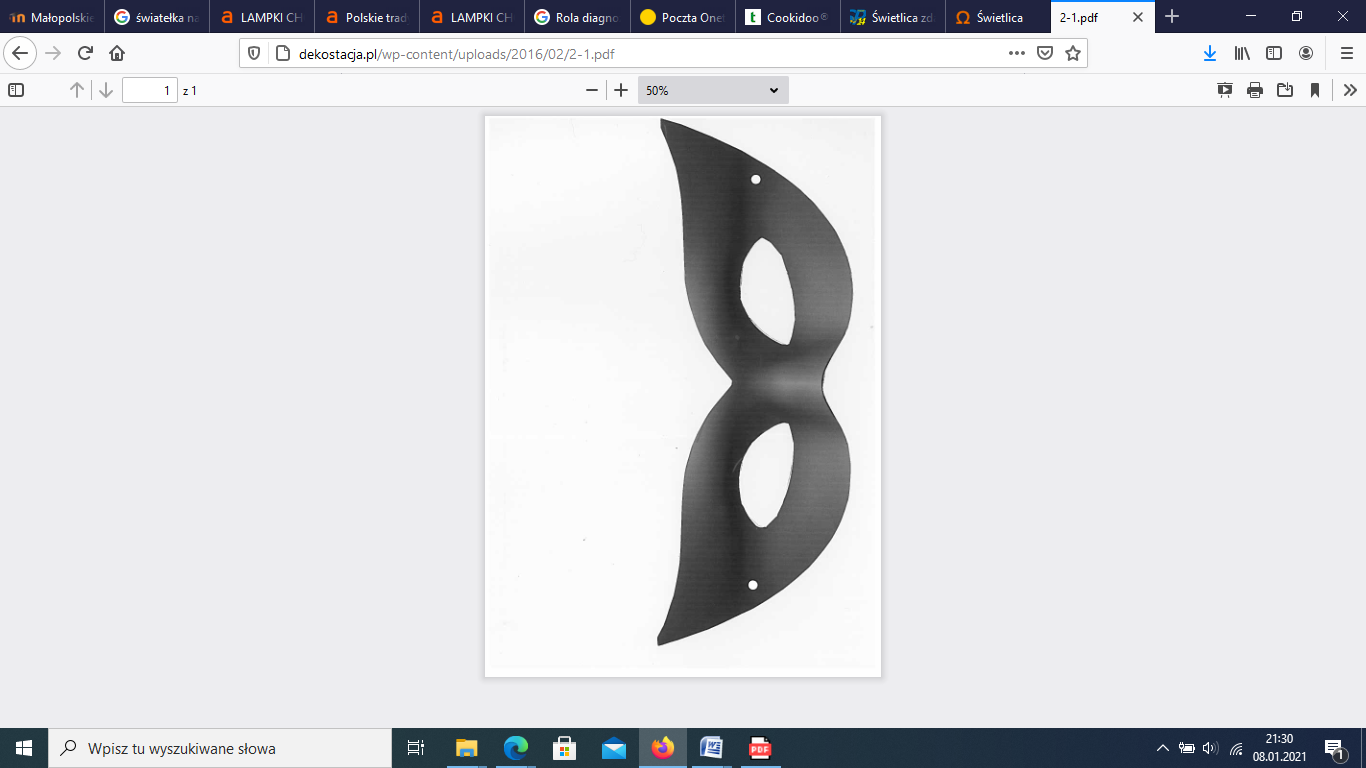 Małopolskie
światełka na
LAMPKI CH
Polskie trad
LAMPKI CH
Rola diagno
Poczta Onet
Cookidoo®
Świetlica zd
Świetlica
2-1.pdf
dekostacja.pl/wp-content/uploads/2016/02/2-1.pdf
1
z 1
50%
Wpisz tu wyszukiwane słowa
21:30
08.01.2021
1